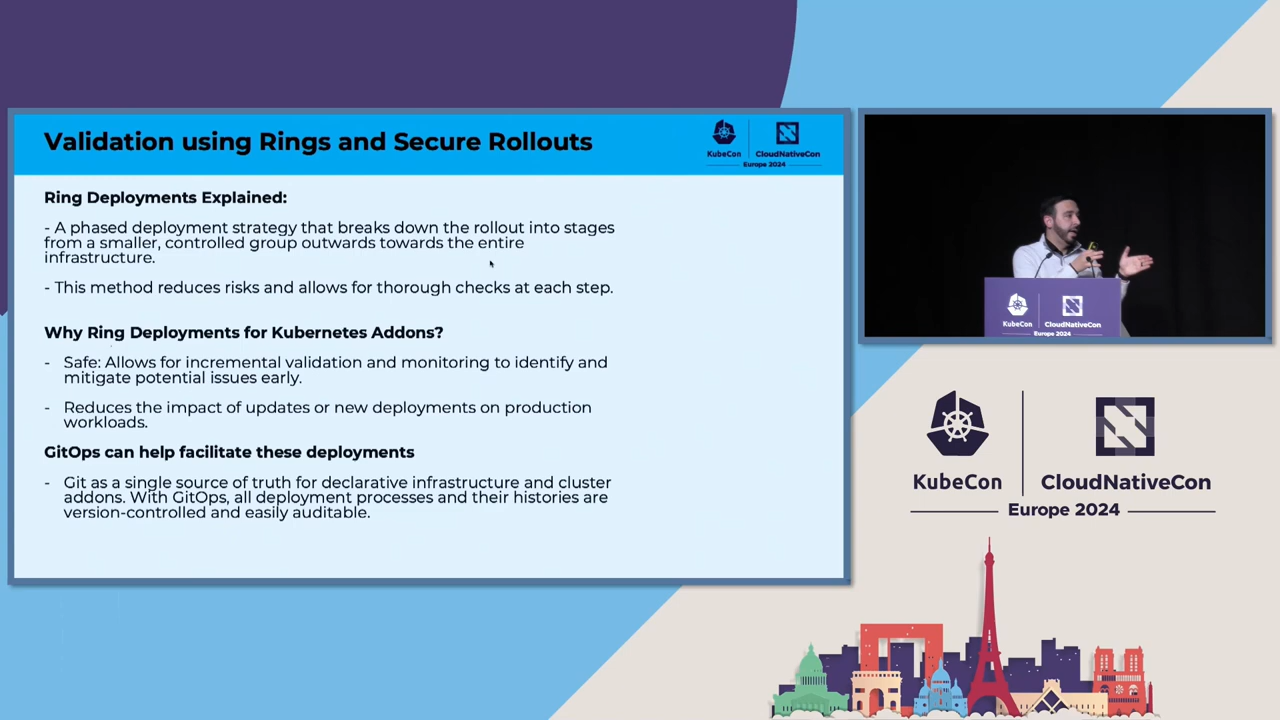 Validation using Rings and Secure Rollouts
KubeCon
CloudNativeCon
Europe 2024
Ring Deployments Explained:
- A phased deployment strategy that breaks down the rollout into stages
from a smaller, controlled group outwards towards the entire
infrastructure.
- This method reduces risks and allows for thorough checks at each step.
Why Ring Deployments for Kubernetes Addons?
- Safe: Allows for incremental validation and monitoring to identify and
mitigate potential issues early.
- Reduces the impact of updates or new deployments on production
workloads.
GitOps can help facilitate these deployments
- Git as a single source of truth for declarative infrastructure and cluster
addons. With GitOps, all deployment processes and their histories are
version-controlled and easily auditable.
KubeCon
CloudNativeCon
Europe 2024
KubeCon
CloudNativeCon
Europe 2024